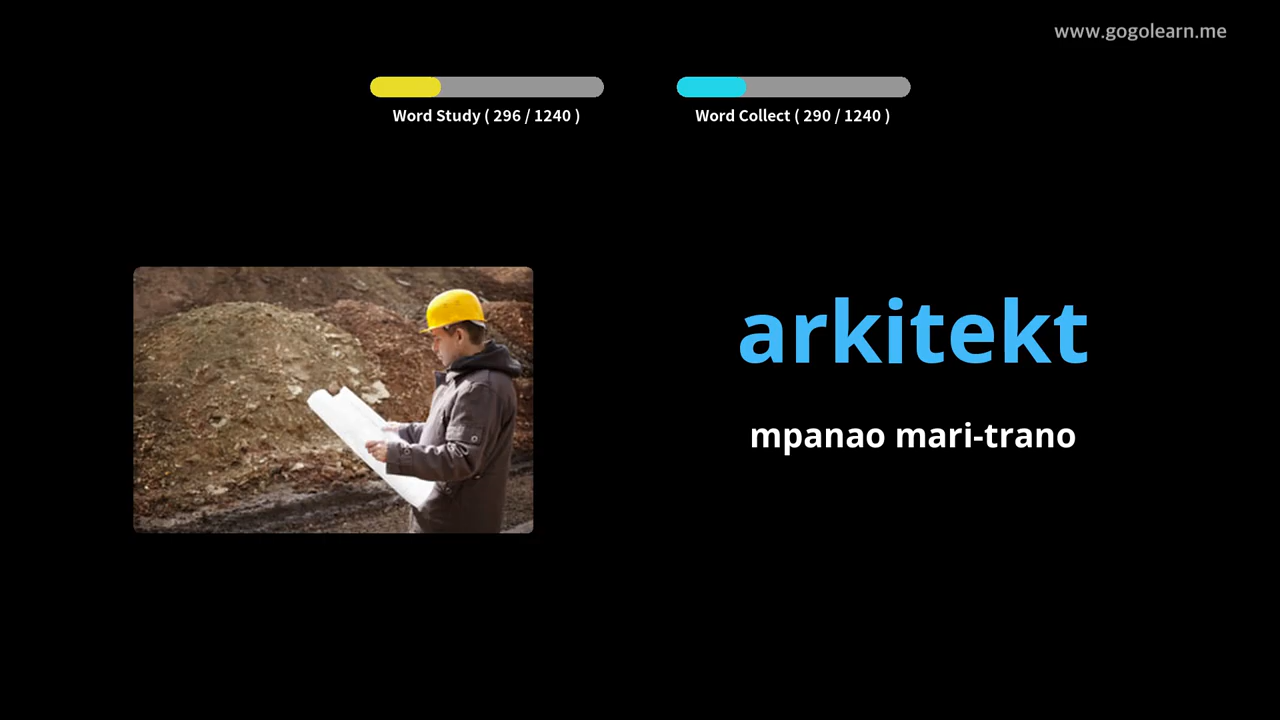 www.gogolearn.me
Word Study ( 296 / 1240 )
Word Collect ( 290 / 1240 )
arkitekt
mpanao mari-trano